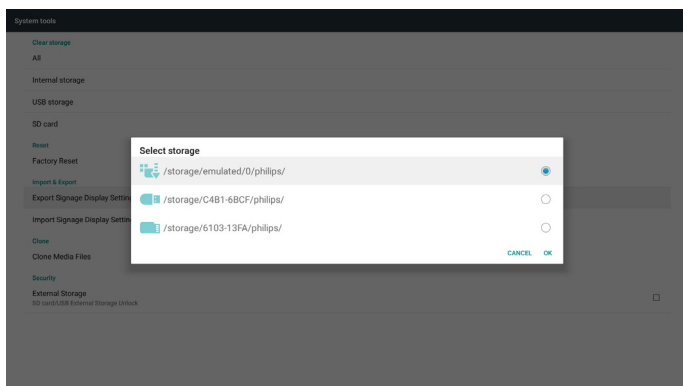 System tools
Clear storage
All
Internal storage
USB storage
SD card
Reset
Factory Reset
Import & Export
Export Signage Display Settin
Import Signage Display Settin
Clone
Clone Media Files
Security
External Storage
SD card/USB External Storage Unlock
Select storage
/storage/emulated/0/philips/
/storage/C4B1-6BCF/philips/
/storage/6103-13FA/philips/
CANCEL OK